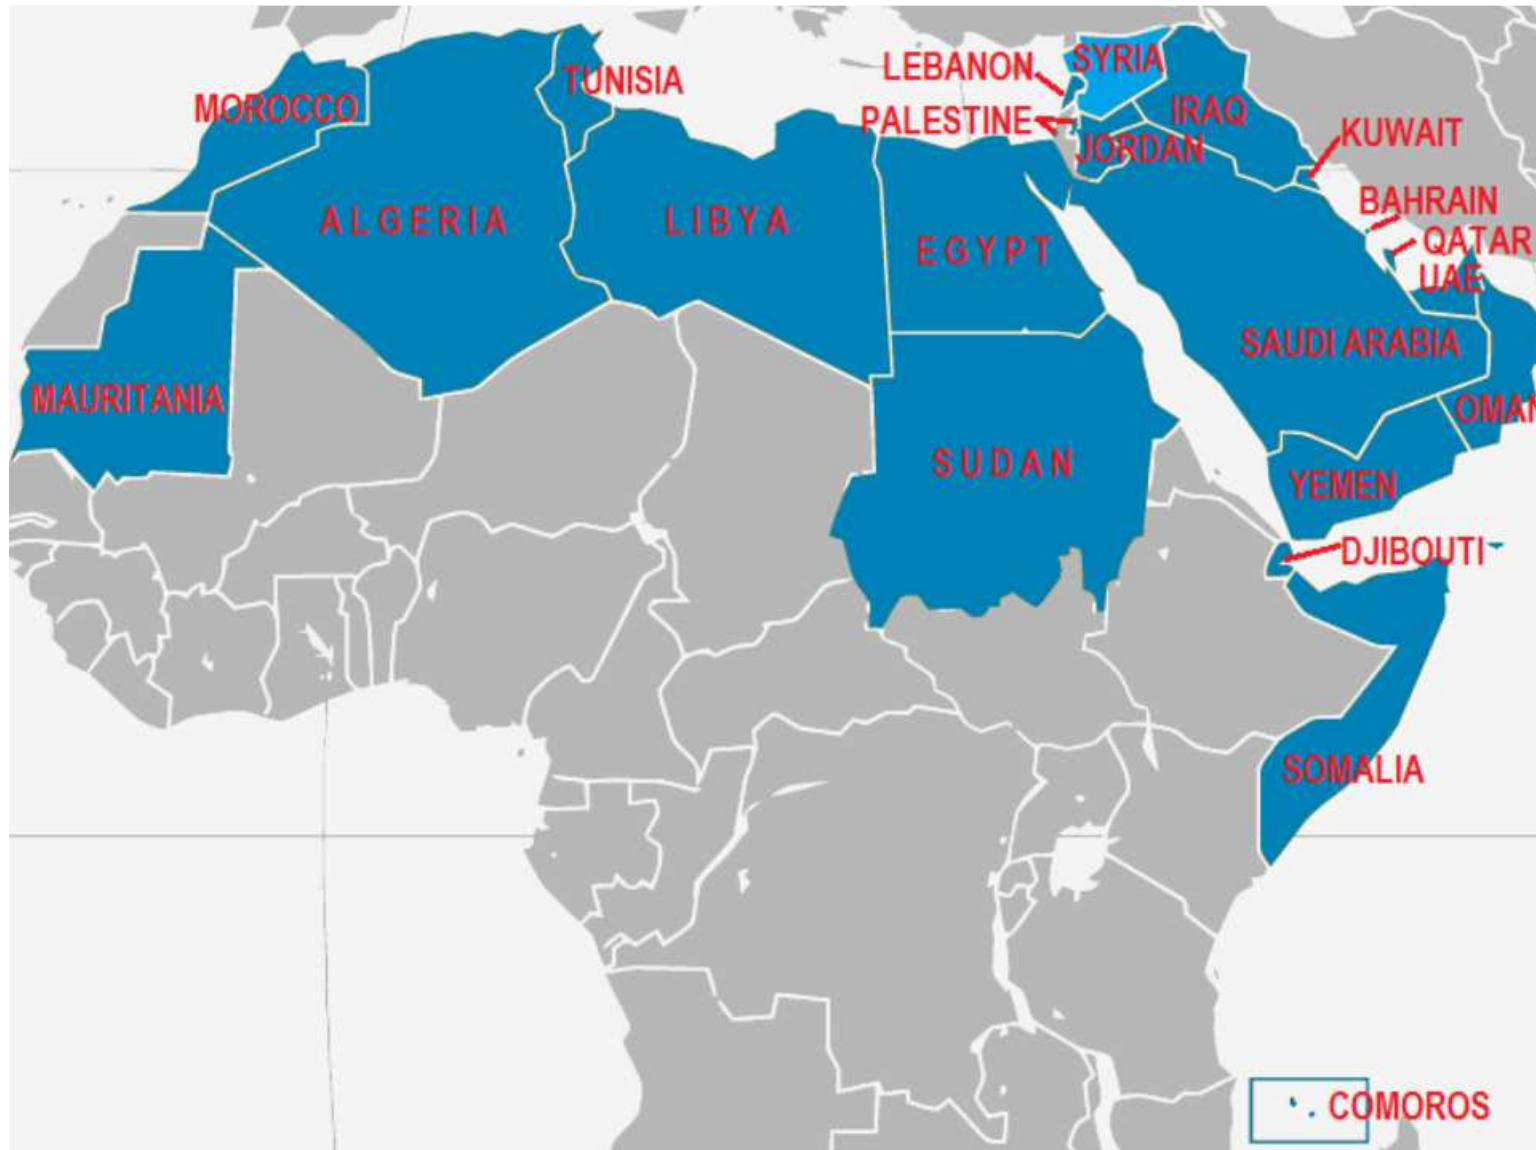 LEBANON
SYRIA
TUNISIA
MOROCCO
PALESTINE
IRAQ
KUWAIT
JORDAN
BAHRAIN
ALGERIA
LIBYA
EGYPT
QATAR
UAE
SAUDI ARABIA
MAURITANIA
OMAN
SUDAN
YEMEN
DJIBOUTI
SOMALIA
COMOROS